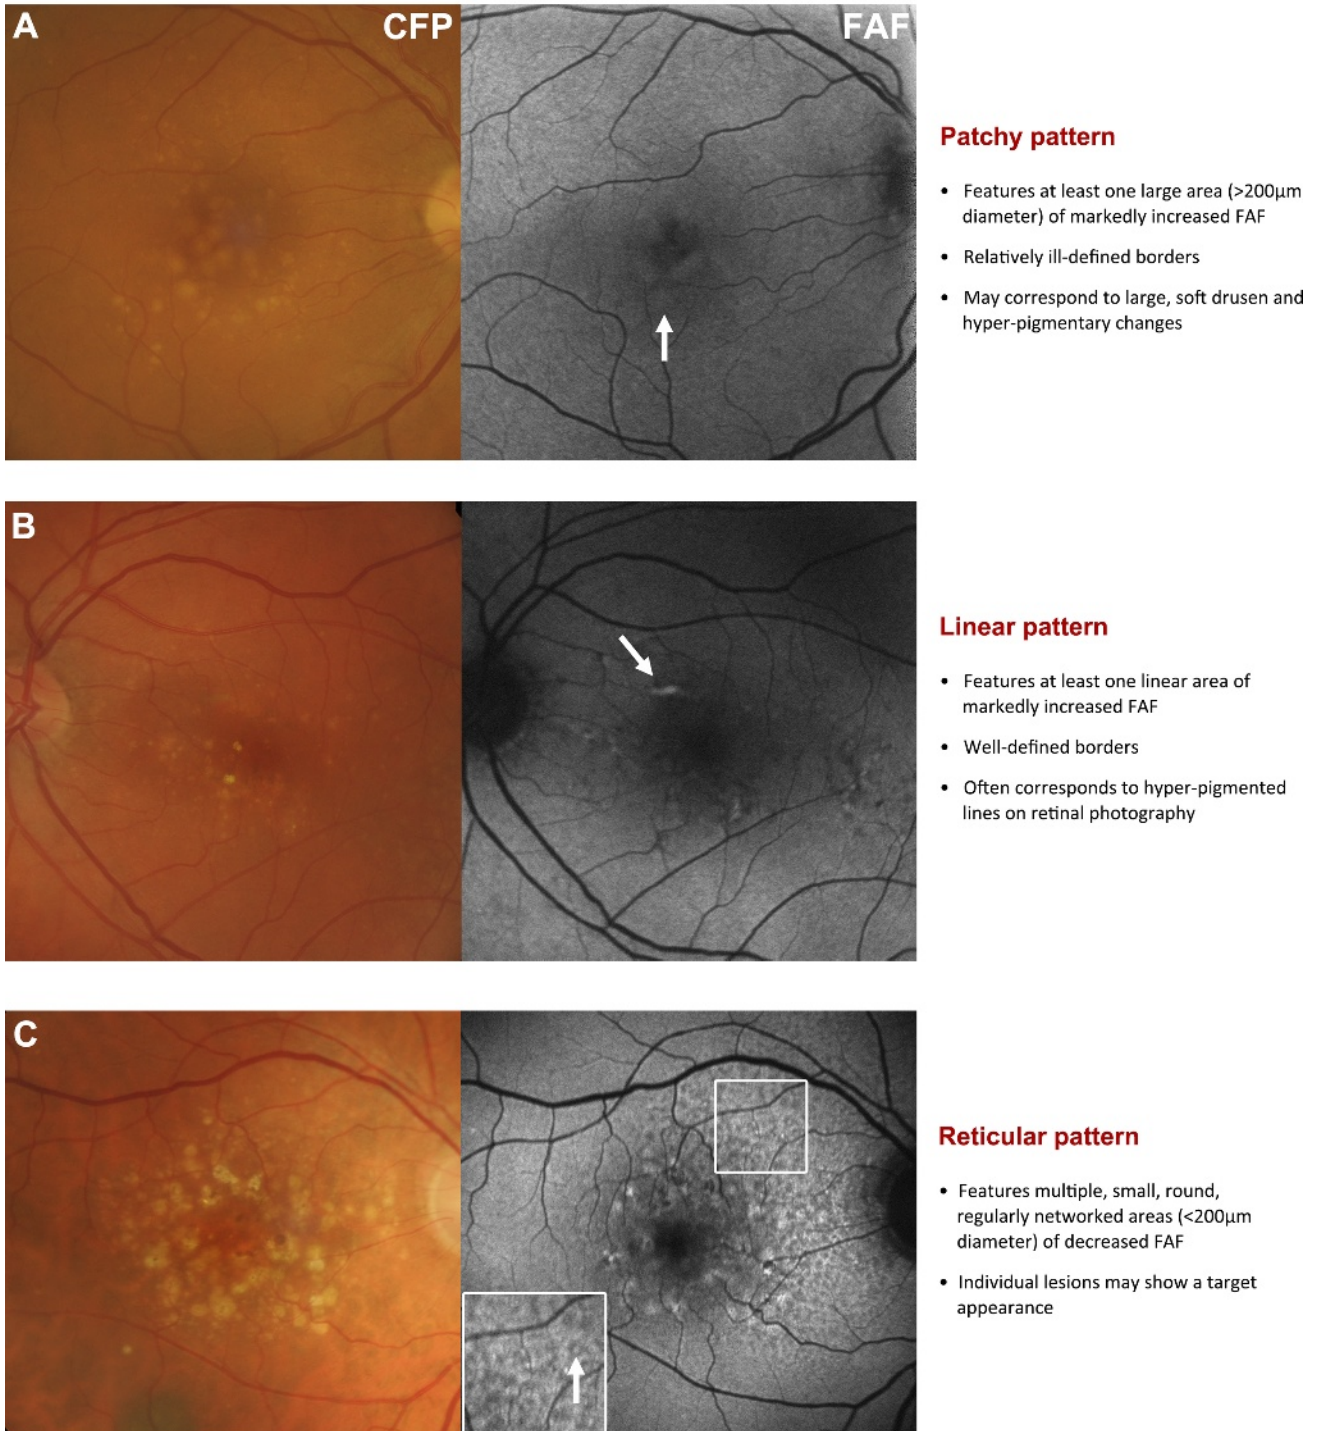 A
CFP
FAF
Patchy pattern
• Features at least one large area (>200µm
diameter) of markedly increased FAF
• Relatively ill-defined borders
• May correspond to large, soft drusen and
hyper-pigmentary changes
B
Linear pattern
• Features at least one linear area of
markedly increased FAF
• Well-defined borders
• Often corresponds to hyper-pigmented
lines on retinal photography
C
Reticular pattern
• Features multiple, small, round,
regularly networked areas (<200µm
diameter) of decreased FAF
• Individual lesions may show a target
appearance